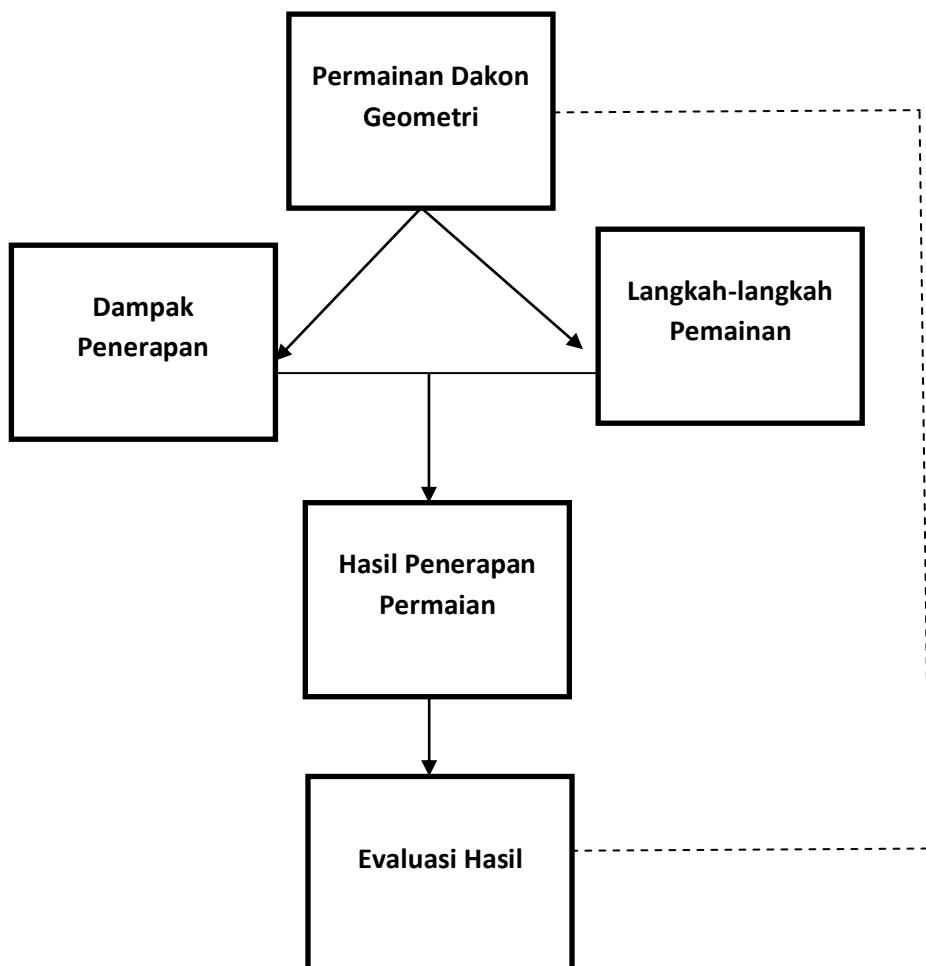 Permainan Dakon
Geometri
Dampak
Penerapan
Langkah-langkah
Pemainan
Hasil Penerapan
Permaian
Evaluasi Hasil